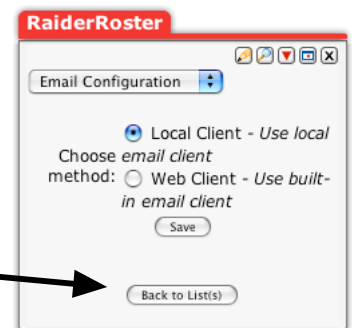 RaiderRoster
Email Configuration
Local Client - Use local
Choose email client
method: Web Client - Use built-
in email client
Save
Back to List(s)